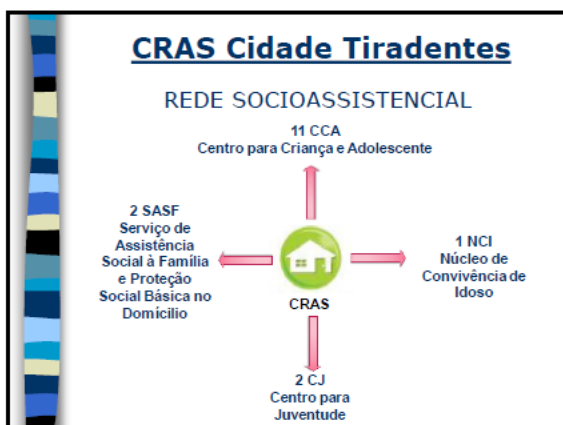 CRAS Cidade Tiradentes
REDE SOCIOASSISTENCIAL
11 CCA
Centro para Criança e Adolescente
2 SASF
Serviço de
Assistência
Social à Família
e Proteção
Social Básica no
Domícilio
CRAS
1 NCI
Núcleo de
Convivência de
Idoso
2 CJ
Centro para
Juventude